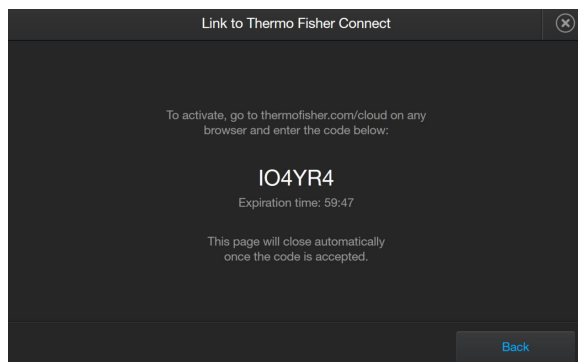 Link to Thermo Fisher Connect
To activate, go to thermofisher.com/cloud on any
browser and enter the code below:
IO4YR4
Expiration time: 59:47
This page will close automatically
once the code is accepted.
Back